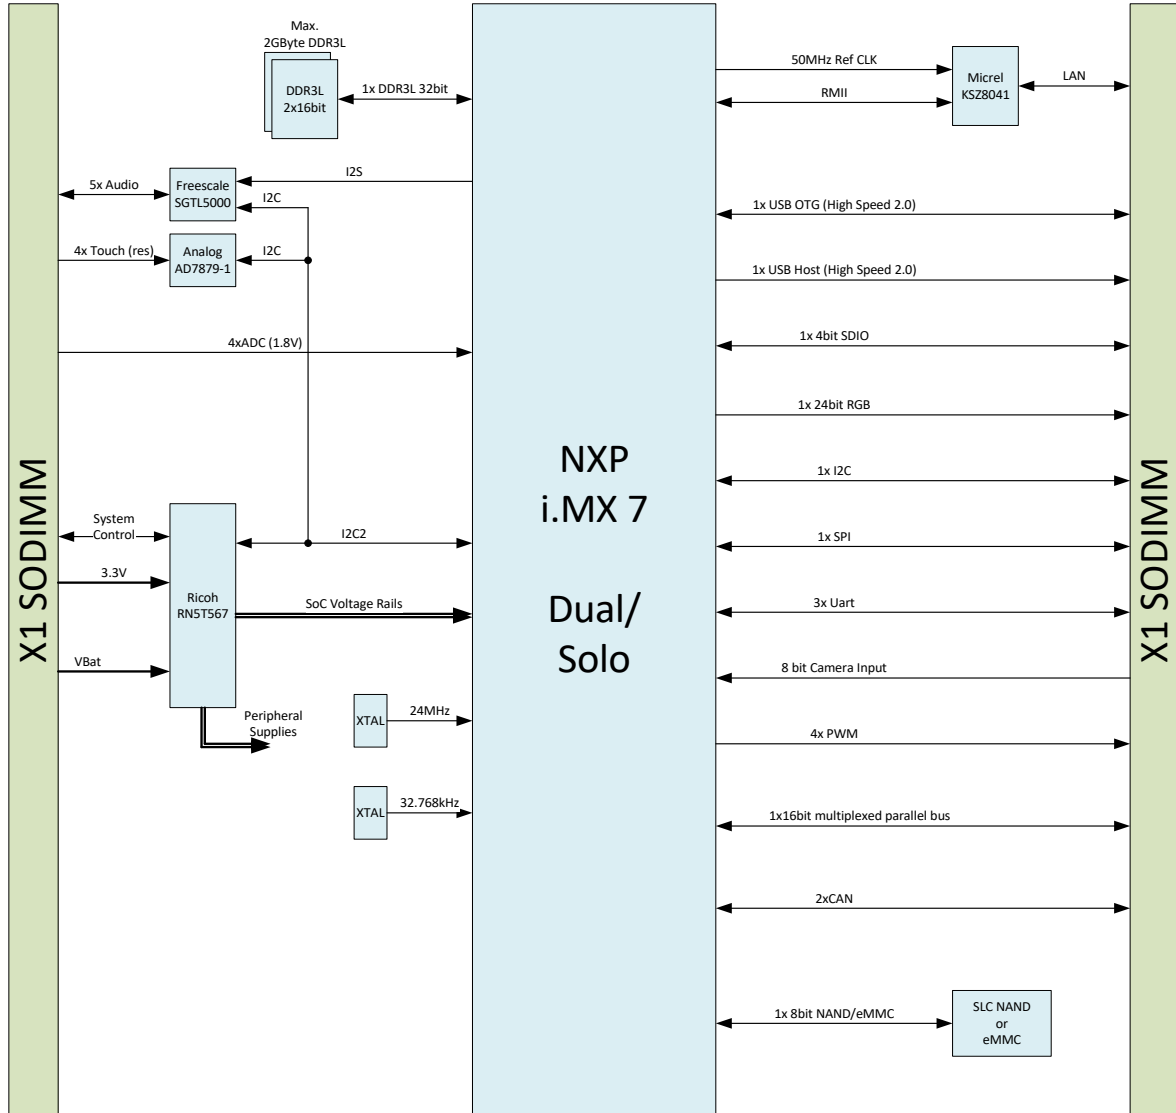 Max.
2GByte DDR3L
DDR3L
2x16bit
1x DDR3L 32bit
5x Audio
Freescale
SGTL5000
I2S
I2C
4x Touch (res)
Analog
AD7879-1
I2C
4xADC (1.8V)
X1 SODIMM
System
Control
3.3V
VBat
Ricoh
RN5T567
I2C2
SoC Voltage Rails
Peripheral
Supplies
XTAL
24MHz
XTAL
32.768kHz
NXP
i.MX 7
Dual/
Solo
50MHz Ref CLK
RMII
Micrel
KSZ8041
LAN
1x USB OTG (High Speed 2.0)
1x USB Host (High Speed 2.0)
1x 4bit SDIO
1x 24bit RGB
1x I2C
1x SPI
3x Uart
8 bit Camera Input
4x PWM
1x16bit multiplexed parallel bus
2xCAN
1x 8bit NAND/eMMC
SLC NAND
or
eMMC
X1 SODIMM